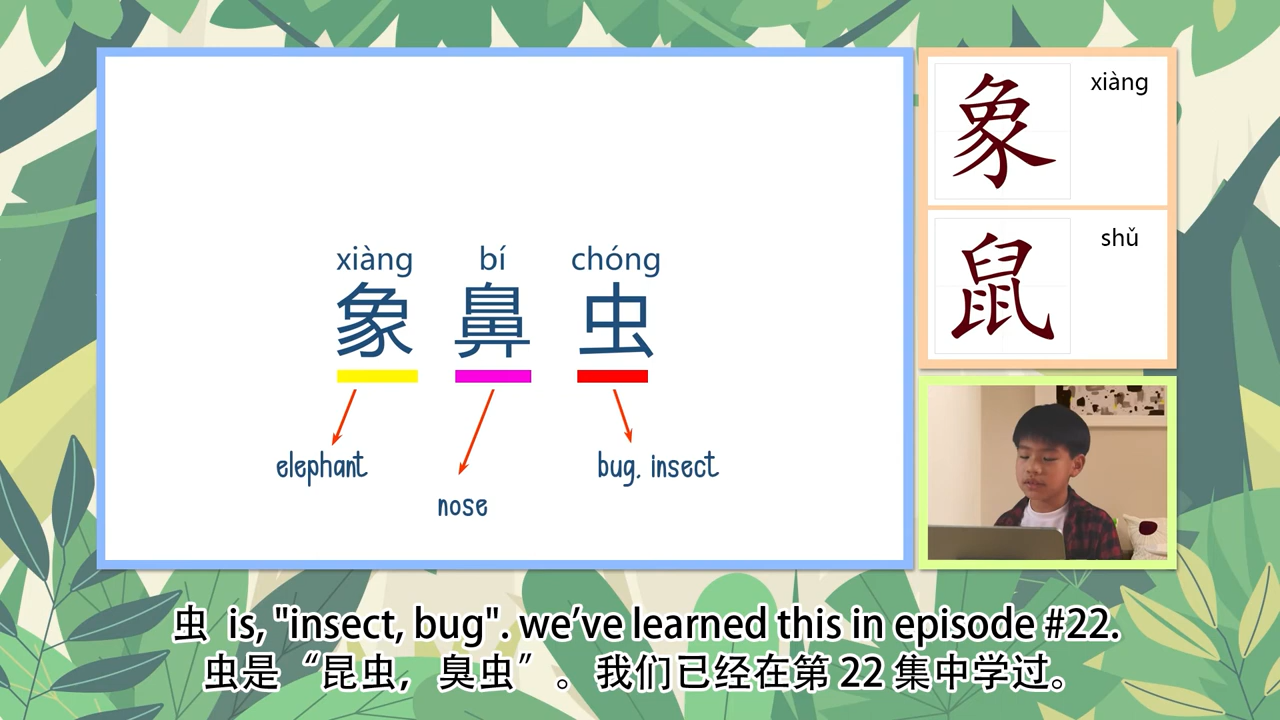 xiàng bí chóng
象 鼻 虫
elephant
bug, insect
nose
象
xiàng
鼠
shǔ
虫 is, "insect, bug". we’ve learned this in episode #22.
虫是“昆虫，臭虫”。我们已经在第 22 集中学过。